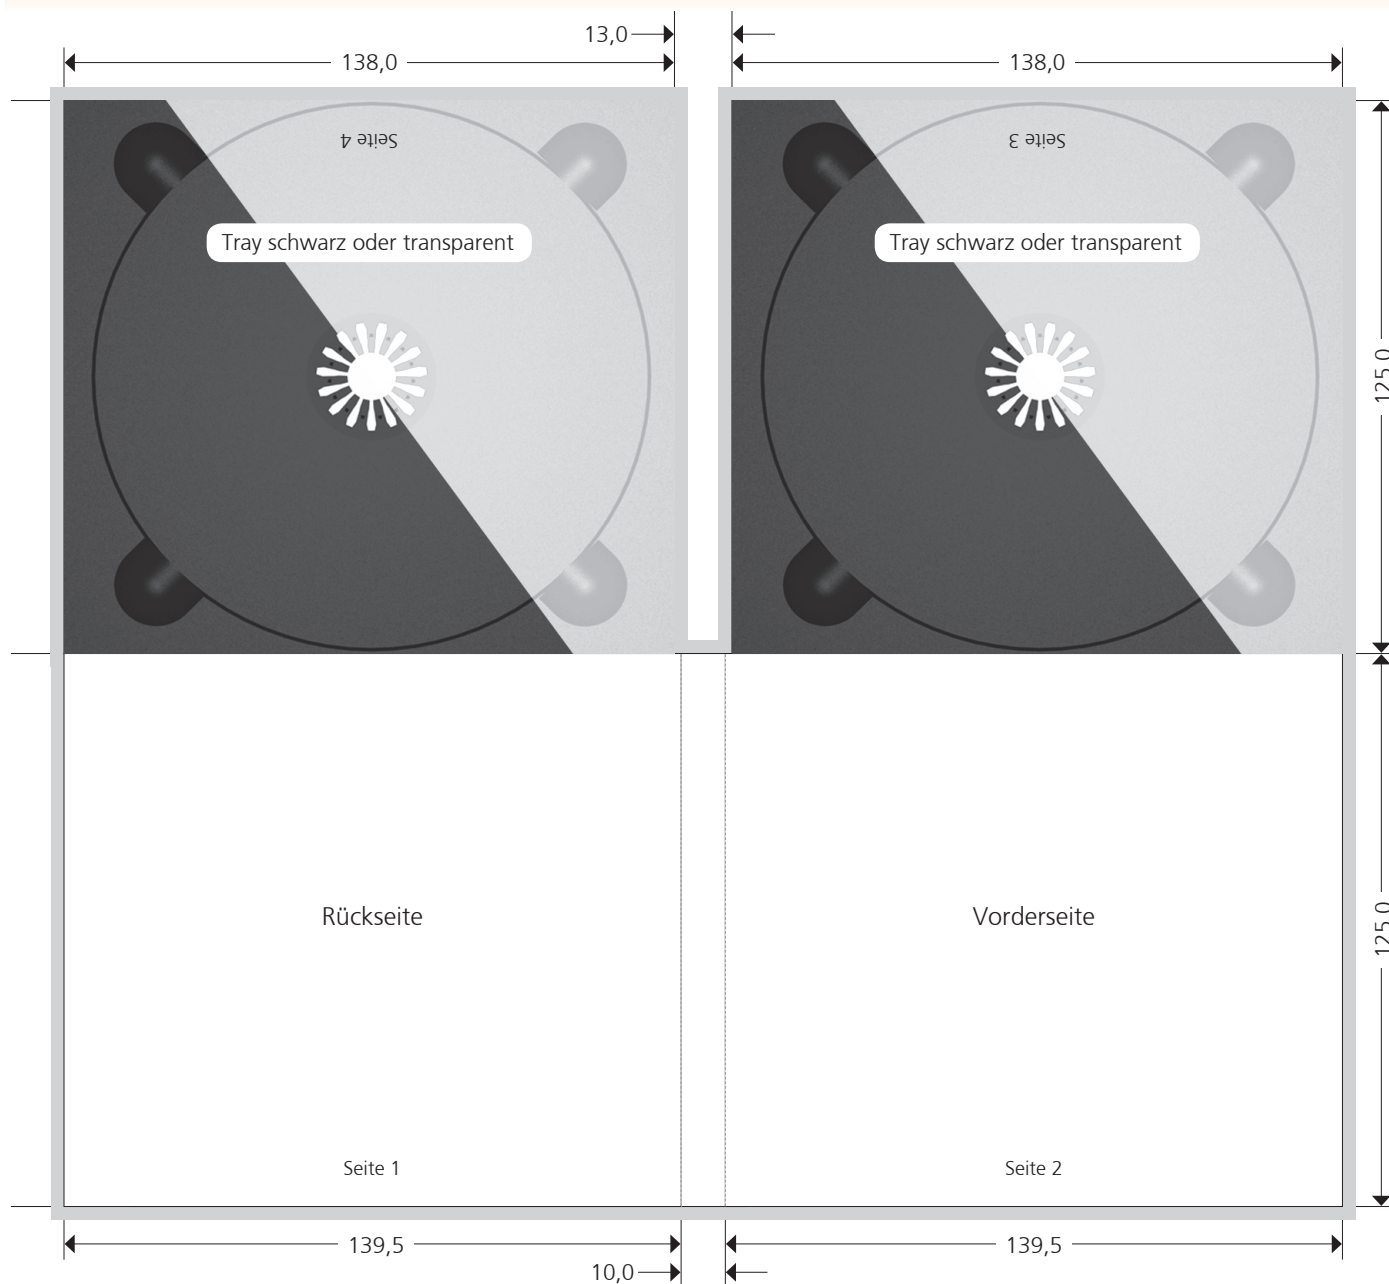 13,0
138,0
138,0
Seite 4
Seite 3
Tray schwarz oder transparent
Tray schwarz oder transparent
125,0
Rückseite
Vorderseite
125,0
Seite 1
Seite 2
139,5
139,5
10,0